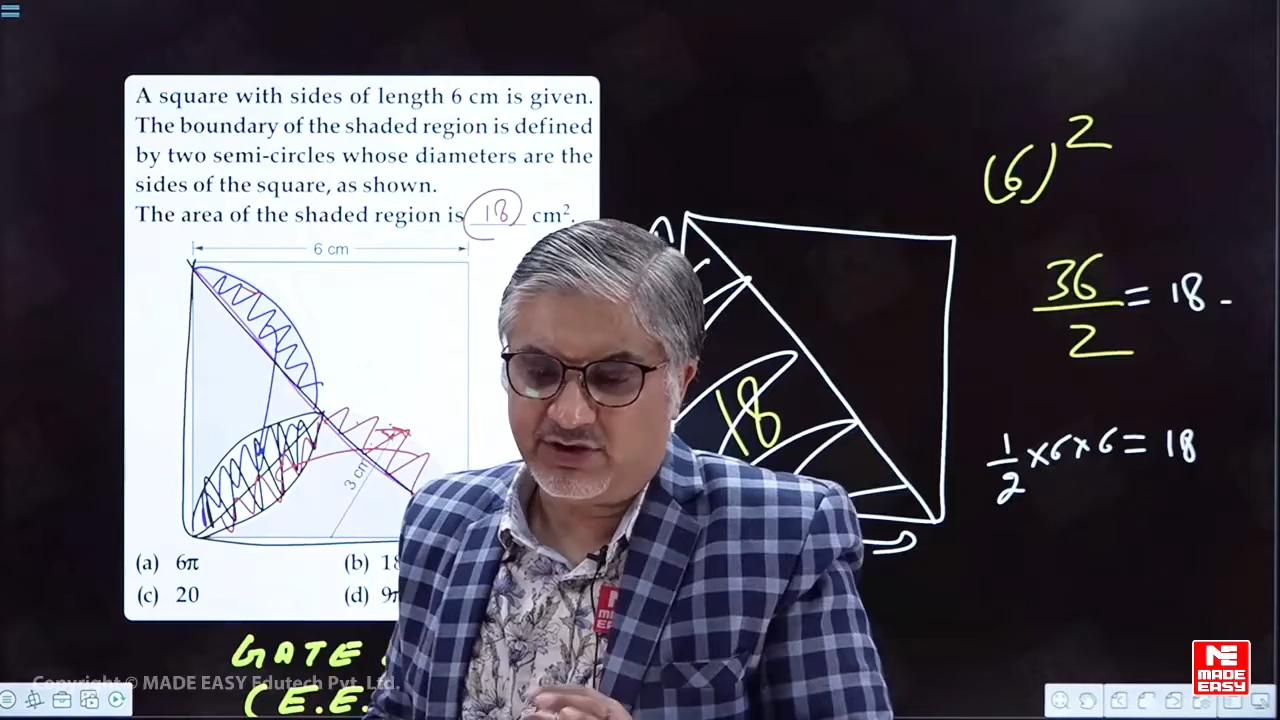 A square with sides of length 6 cm is given.
The boundary of the shaded region is defined
by two semi-circles whose diameters are the
sides of the square, as shown.
The area of the shaded region is 18 cm².
6 cm
3 cm
(a) 6π
(b) 18
(c) 20
(d) 9π
GATE
(E.E.
18
(6)²
36/2 = 18
1/2 × 6 × 6 = 18
Copyright © MADE EASY Edutech Pvt. Ltd.
ME
MADE
EASY